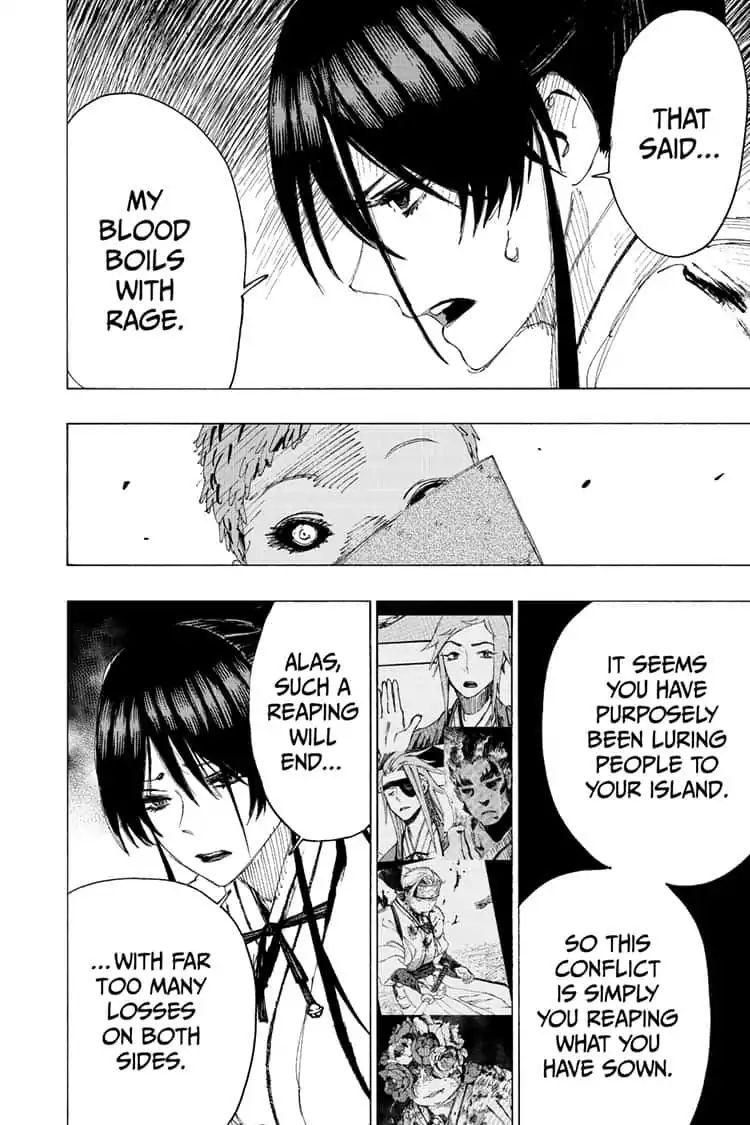 THAT
SAID...
MY
BLOOD
BOILS
WITH
RAGE.
IT SEEMS
YOU HAVE
PURPOSELY
BEEN LURING
PEOPLE TO
YOUR ISLAND.
SO THIS
CONFLICT
IS SIMPLY
YOU REAPING
WHAT YOU
HAVE SOWN.
ALAS,
SUCH A
REAPING
WILL
END...
...WITH FAR
TOO MANY
LOSSES
ON BOTH
SIDES.